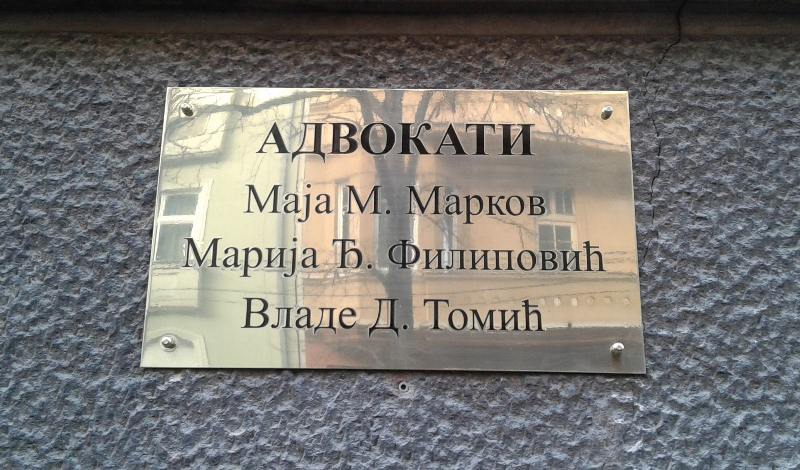 АДВОКАТИ
Маја М. Марков
Марија Ђ. Филиповић
Владе Д. Томић